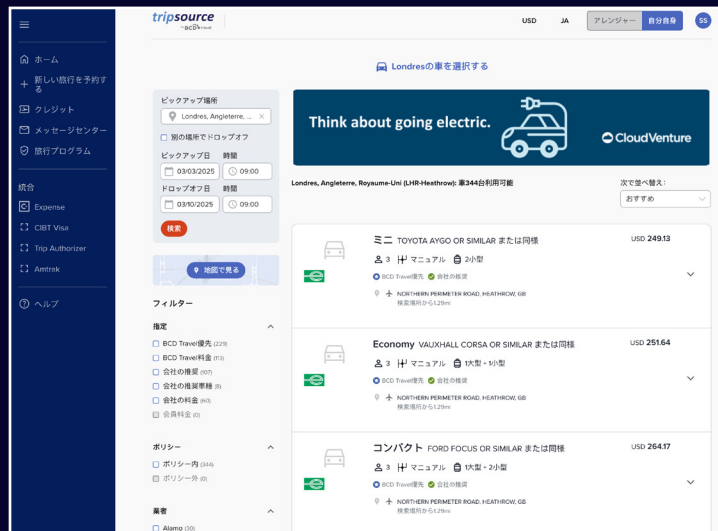 tripsource
BCD travel
USD JA アレンジャー 自分自身 SS
ホーム
新しい旅行を予約す
る
クレジット
メッセージセンター
旅行プログラム
統合
Expense
CIBT Visa
Trip Authorizer
Amtrak
ヘルプ
Londresの車を選択する
ピックアップ場所
Londres, Angleterre, ...
別の場所でドロップオフ
ピックアップ日 時間
03/03/2025 09:00
ドロップオフ日 時間
03/10/2025 09:00
検索
地図で見る
フィルター
指定
BCD Travel優先 (229)
BCD Travel料金 (113)
会社の推奨 (107)
会社の推奨車種 (8)
会社の料金 (60)
会員料金 (0)
ポリシー
ポリシー内 (344)
ポリシー外 (0)
業者
Alamo (30)
Think about going electric.
CloudVenture
Londres, Angleterre, Royaume-Uni (LHR-Heathrow): 車344台利用可能
次で並べ替え:
おすすめ
ミニ TOYOTA AYGO OR SIMILAR または同様 USD 249.13
3 マニュアル 2小型
BCD Travel優先 会社の推奨
NORTHERN PERIMETER ROAD, HEATHROW, GB
検索場所から1.29mi
Economy VAUXHALL CORSA OR SIMILAR または同様 USD 251.64
3 マニュアル 1大型・1小型
BCD Travel優先 会社の推奨
NORTHERN PERIMETER ROAD, HEATHROW, GB
検索場所から1.29mi
コンパクト FORD FOCUS OR SIMILAR または同様 USD 264.17
3 マニュアル 1大型・2小型
BCD Travel優先 会社の推奨
NORTHERN PERIMETER ROAD, HEATHROW, GB
検索場所から1.29mi